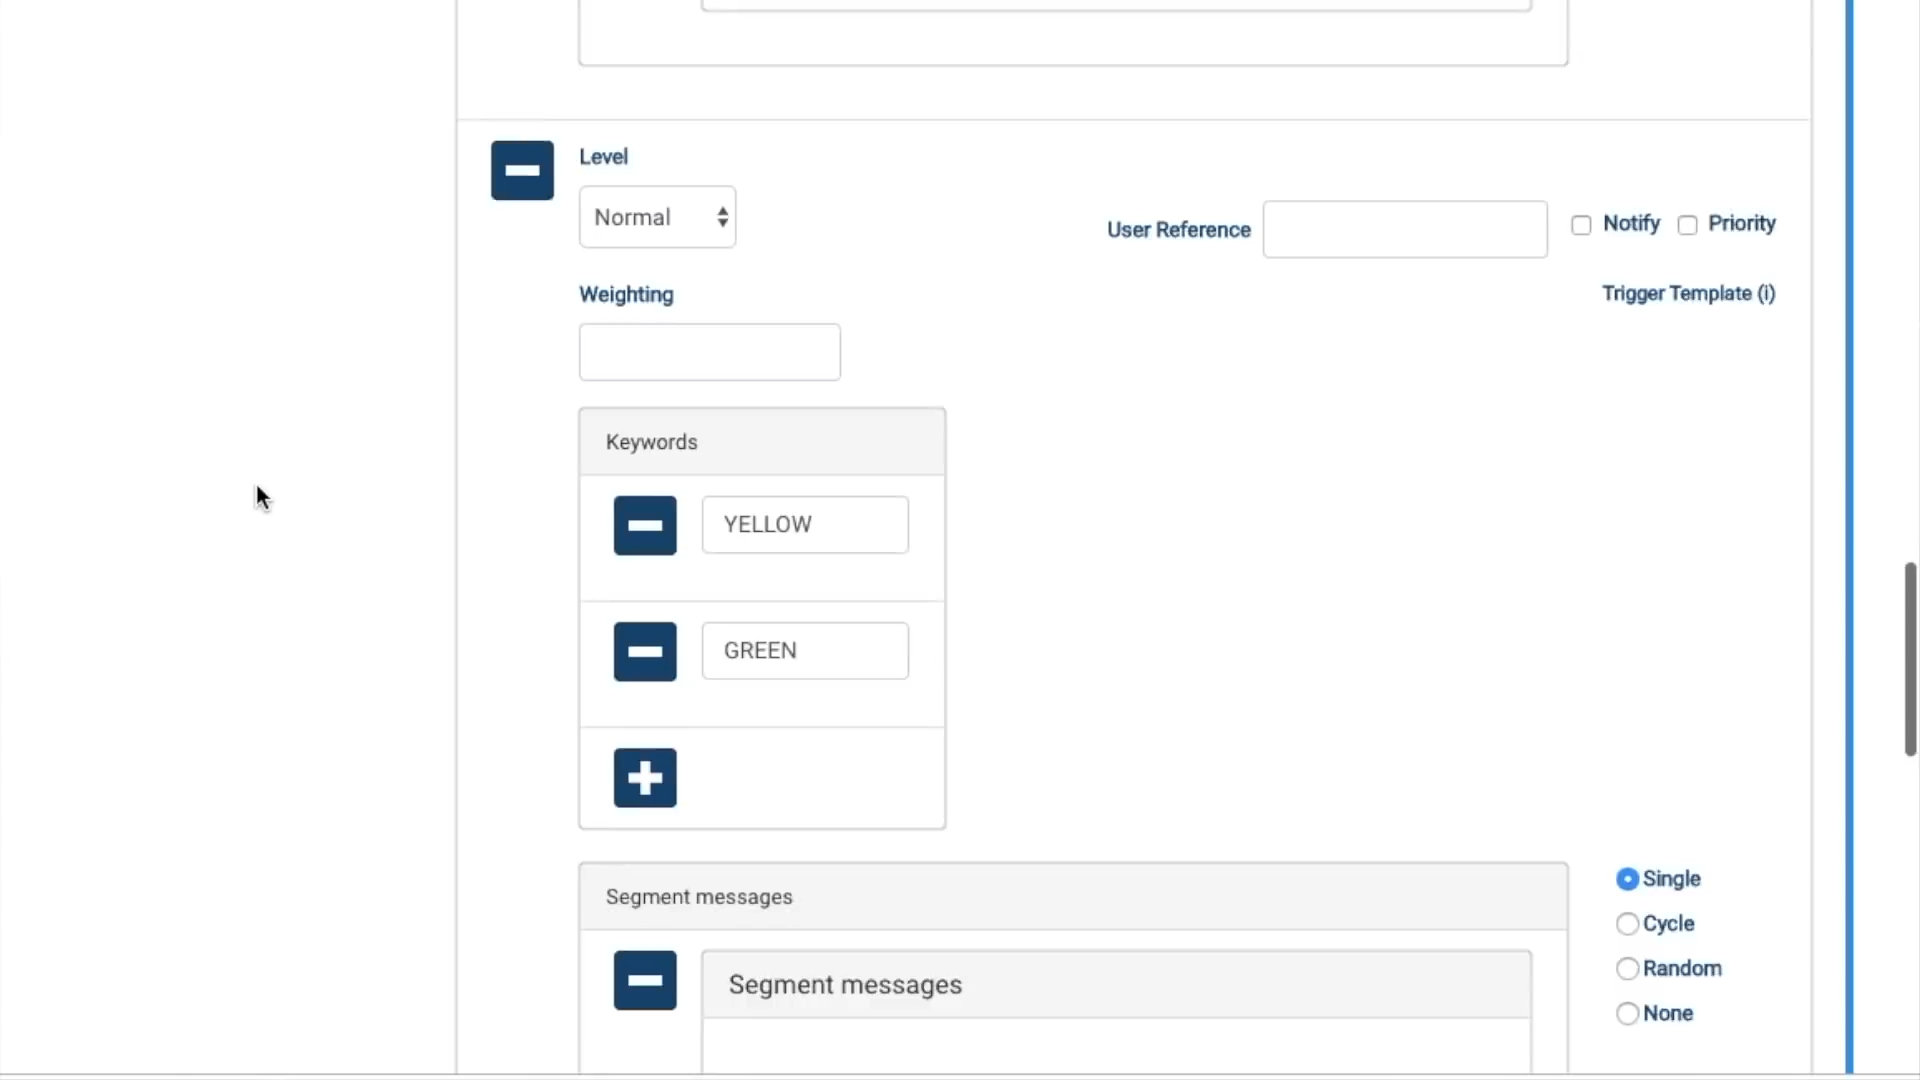 Level
Normal
User Reference
Notify
Priority
Weighting
Trigger Template (i)
Keywords
YELLOW
GREEN
Segment messages
Single
Cycle
Random
None
Segment messages